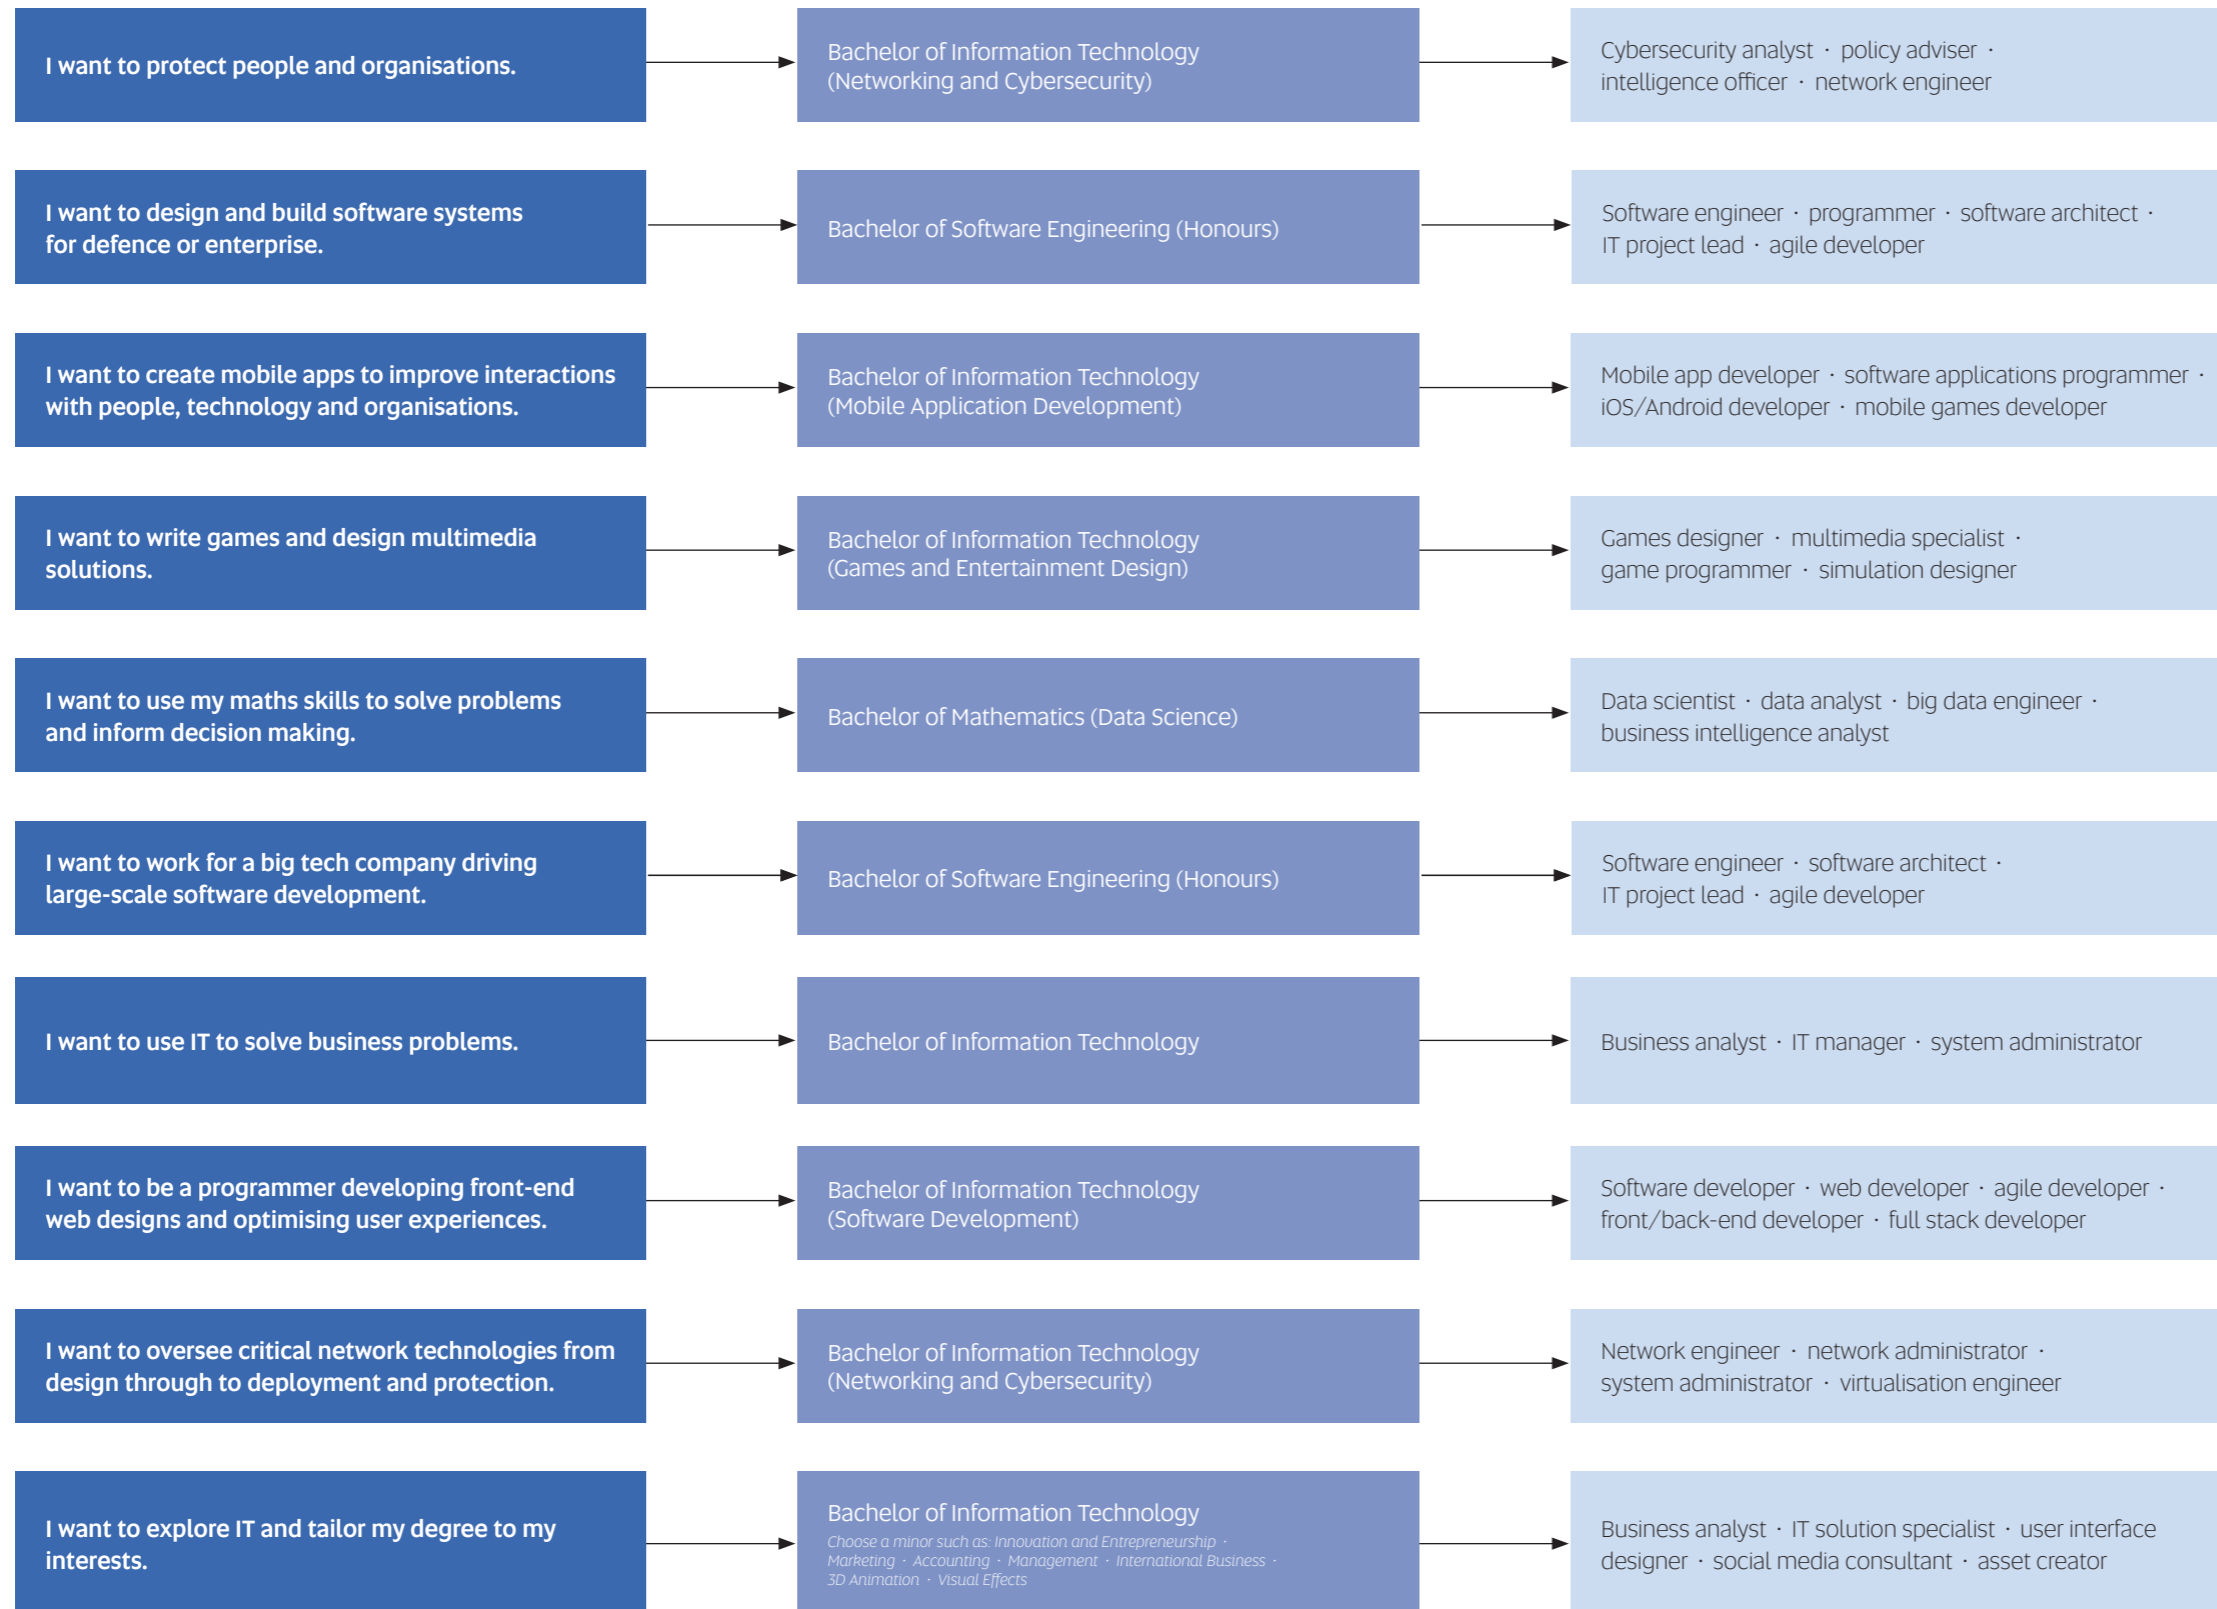 I want to protect people and organisations.
Bachelor of Information Technology
(Networking and Cybersecurity)
Cybersecurity analyst · policy adviser ·
intelligence officer · network engineer
I want to design and build software systems
for defence or enterprise.
Bachelor of Software Engineering (Honours)
Software engineer · programmer · software architect ·
IT project lead · agile developer
I want to create mobile apps to improve interactions
with people, technology and organisations.
Bachelor of Information Technology
(Mobile Application Development)
Mobile app developer · software applications programmer ·
iOS/Android developer · mobile games developer
I want to write games and design multimedia
solutions.
Bachelor of Information Technology
(Games and Entertainment Design)
Games designer · multimedia specialist ·
game programmer · simulation designer
I want to use my maths skills to solve problems
and inform decision making.
Bachelor of Mathematics (Data Science)
Data scientist · data analyst · big data engineer ·
business intelligence analyst
I want to work for a big tech company driving
large-scale software development.
Bachelor of Software Engineering (Honours)
Software engineer · software architect ·
IT project lead · agile developer
I want to use IT to solve business problems.
Bachelor of Information Technology
Business analyst · IT manager · system administrator
I want to be a programmer developing front-end
web designs and optimising user experiences.
Bachelor of Information Technology
(Software Development)
Software developer · web developer · agile developer ·
front/back-end developer · full stack developer
I want to oversee critical network technologies from
design through to deployment and protection.
Bachelor of Information Technology
(Networking and Cybersecurity)
Network engineer · network administrator ·
system administrator · virtualisation engineer
I want to explore IT and tailor my degree to my
interests.
Bachelor of Information Technology
Choose a minor such as: Innovation and Entrepreneurship ·
Marketing · Accounting · Management · International Business ·
3D Animation · Visual Effects
Business analyst · IT solution specialist · user interface
designer · social media consultant · asset creator